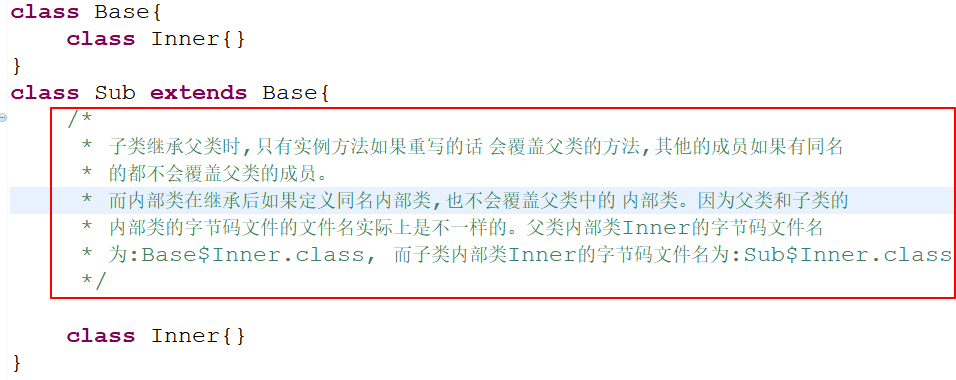 class Base{
    class Inner{}
}
class Sub extends Base{
    /*
     * 子类继承父类时,只有实例方法如果重写的话 会覆盖父类的方法,其他的成员如果有同名
     * 的都不会覆盖父类的成员。
     * 而内部类在继承后如果定义同名内部类,也不会覆盖父类中的 内部类。因为父类和子类的
     * 内部类的字节码文件的文件名实际上是不一样的。父类内部类Inner的字节码文件名
     * 为:Base$Inner.class, 而子类内部类Inner的字节码文件名为:Sub$Inner.class
     */
    class Inner{}
}